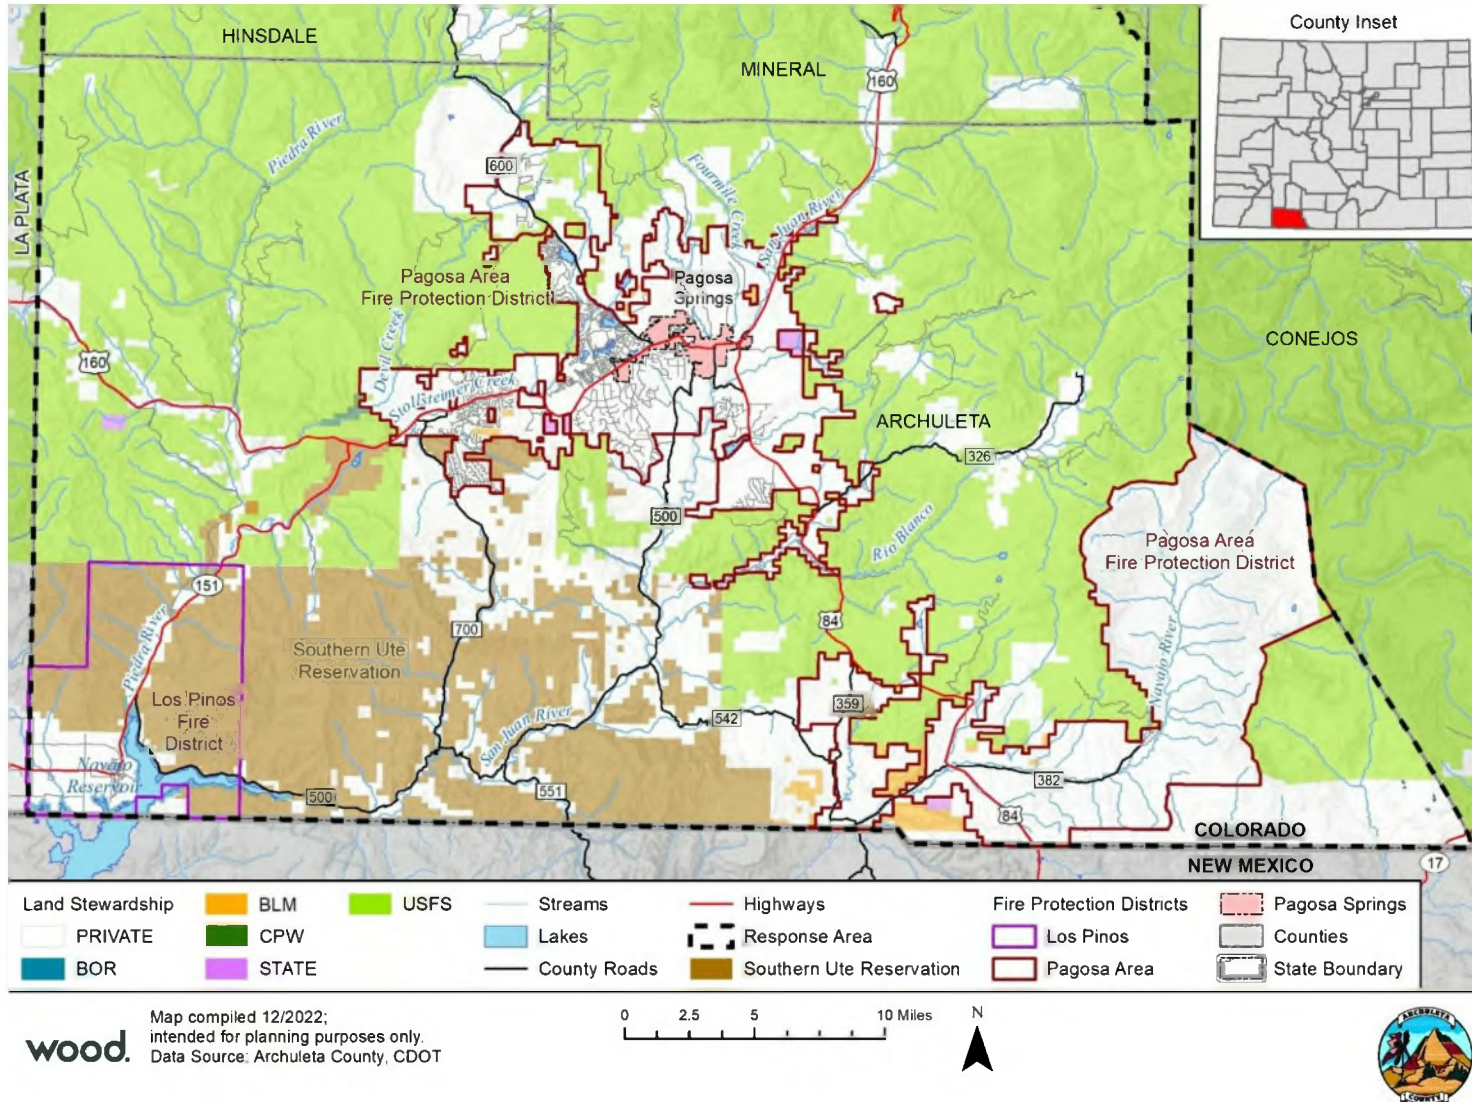 HINSDALE
MINERAL
160
County Inset
LA PLATA
Piedra River
600
Fourmile Creek
San Juan River
Pagosa Area
Fire Protection District
Pagosa
Springs
CONEJOS
160
Devil Creek
Stollsteimer Creek
ARCHULETA
326
500
Rio Blanco
Pagosa Area
Fire Protection District
151
Piedra River
700
84
Southern Ute
Reservation
Los Pinos
Fire
District
Navajo River
359
542
San Juan River
Navajo
Reservoir
500
551
382
84
COLORADO
NEW MEXICO
17
Land Stewardship
PRIVATE
BOR
BLM
CPW
STATE
USFS
Streams
Lakes
County Roads
Highways
Response Area
Southern Ute Reservation
Fire Protection Districts
Los Pinos
Pagosa Area
Pagosa Springs
Counties
State Boundary
wood.
Map compiled 12/2022;
intended for planning purposes only.
Data Source: Archuleta County, CDOT
0 2.5 5 10 Miles
N
ARCHULETA
COUNTY